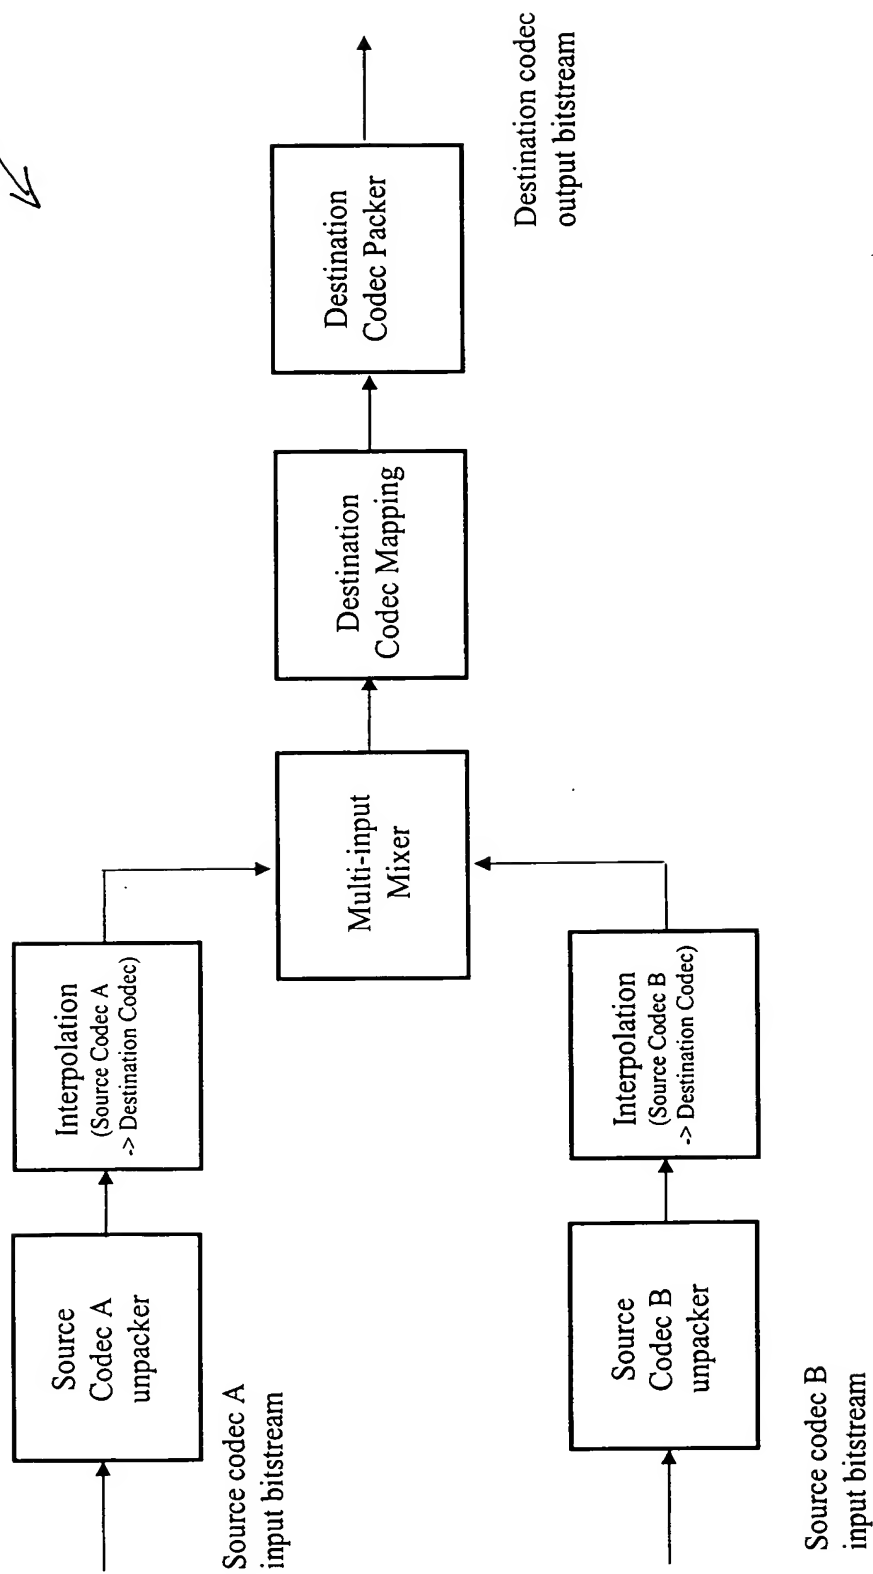 Source
Codec A
unpacker
Source codec A
input bitstream
Interpolation
(Source Codec A
-> Destination Codec)
Source
Codec B
unpacker
Source codec B
input bitstream
Interpolation
(Source Codec B
-> Destination Codec)
Multi-input
Mixer
Destination
Codec Mapping
Destination
Codec Packer
Destination codec
output bitstream